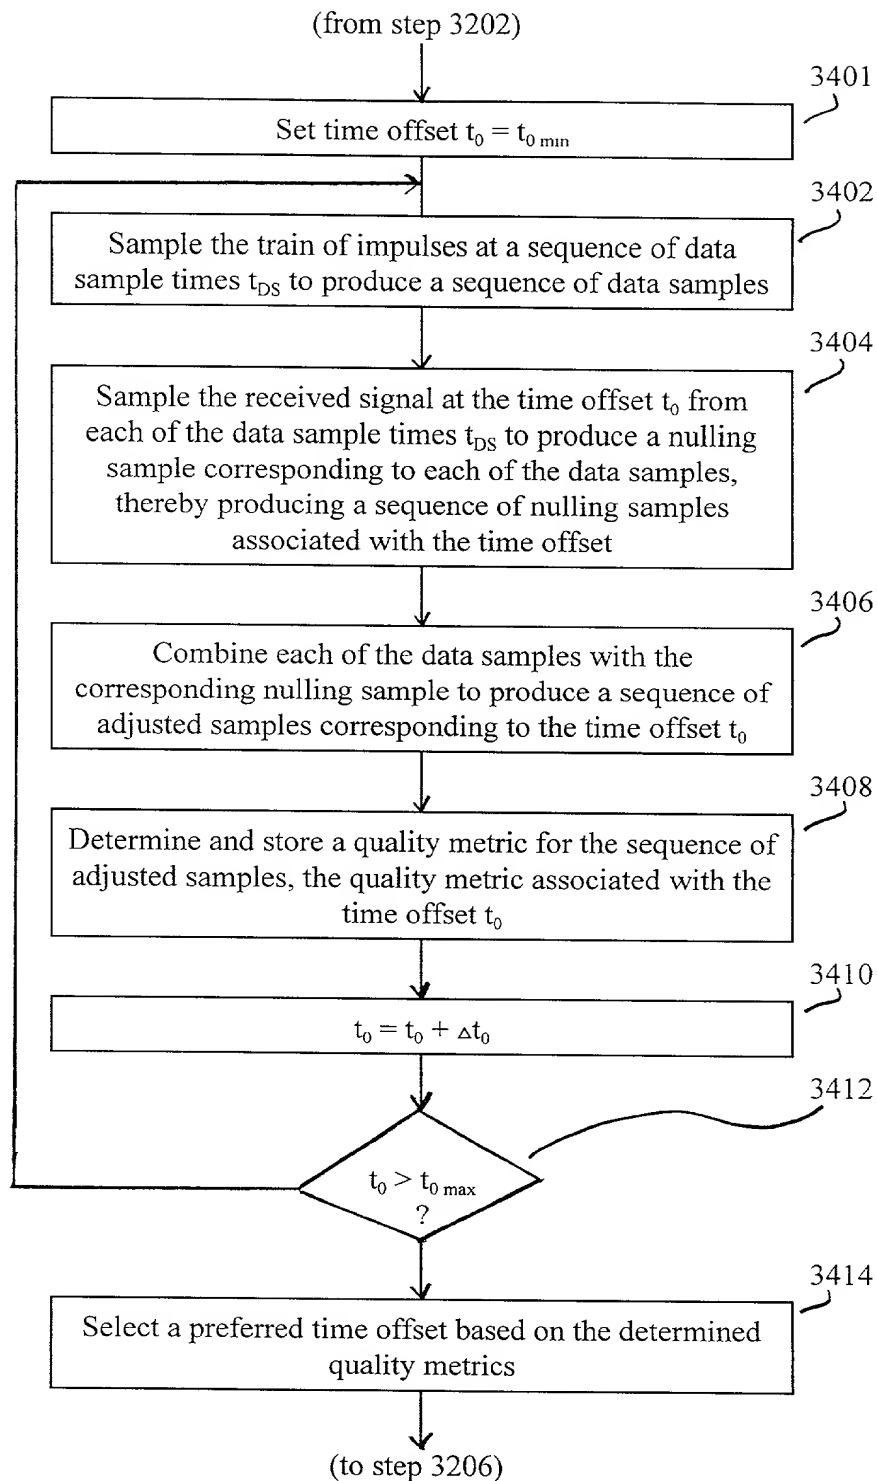 (from step 3202)
3401
Set time offset t₀ = t₀ min
3402
Sample the train of impulses at a sequence of data
sample times t_DS to produce a sequence of data samples
3404
Sample the received signal at the time offset t₀ from
each of the data sample times t_DS to produce a nulling
sample corresponding to each of the data samples,
thereby producing a sequence of nulling samples
associated with the time offset
3406
Combine each of the data samples with the
corresponding nulling sample to produce a sequence of
adjusted samples corresponding to the time offset t₀
3408
Determine and store a quality metric for the sequence of
adjusted samples, the quality metric associated with the
time offset t₀
3410
t₀ = t₀ + Δt₀
3412
t₀ > t₀ max
?
3414
Select a preferred time offset based on the determined
quality metrics
(to step 3206)